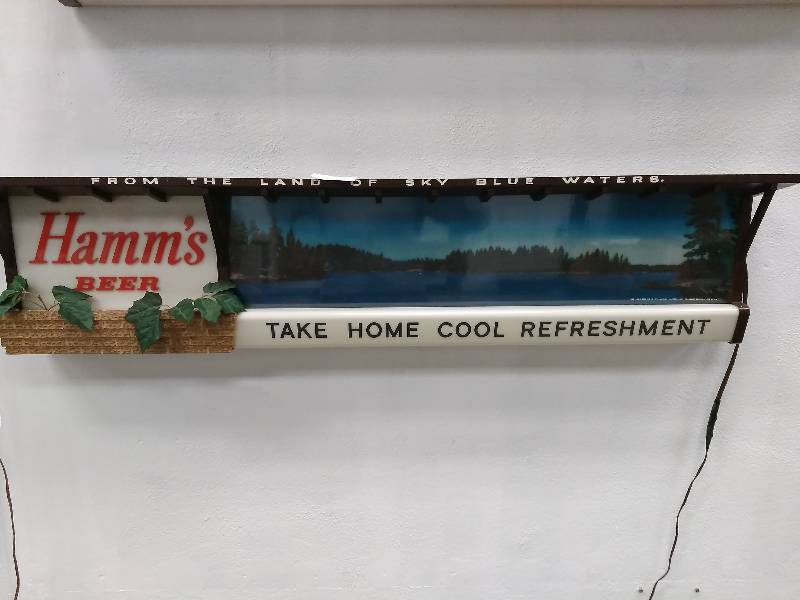 FROM THE LAND OF SKY BLUE WATERS.
Hamm's
BEER
TAKE HOME COOL REFRESHMENT